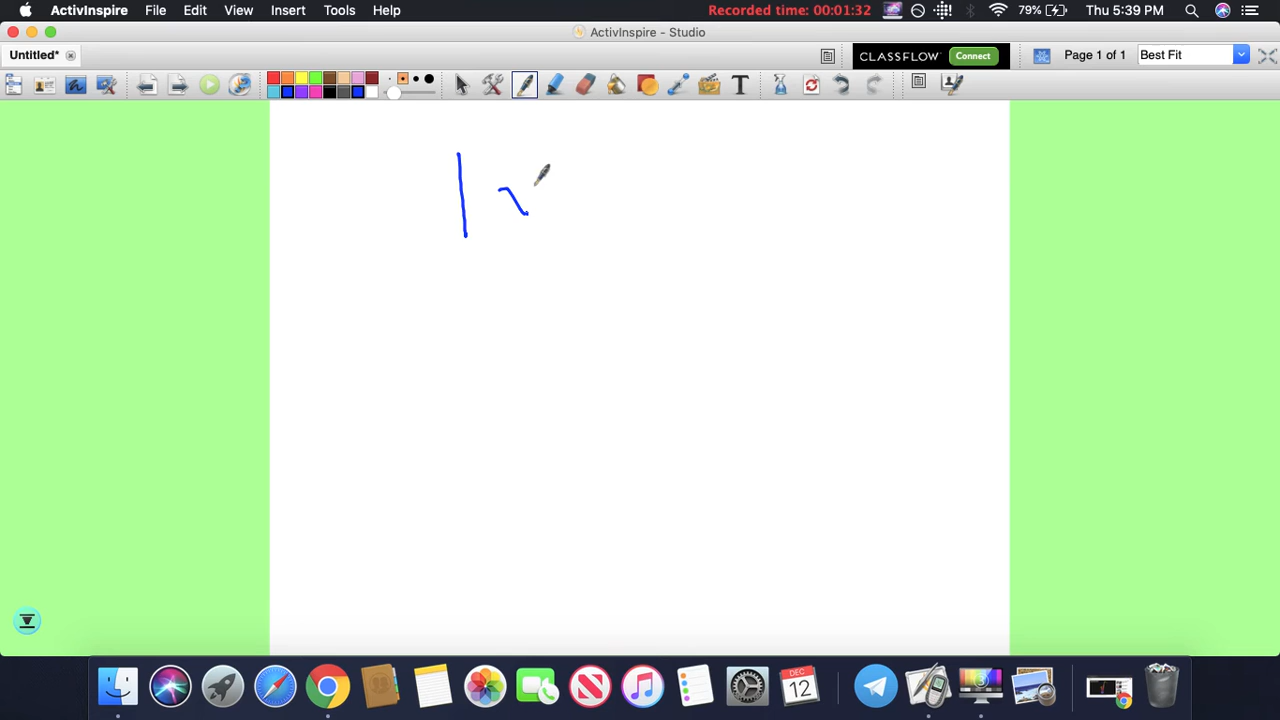 ActivInspire File Edit View Insert Tools Help Recorded time: 00:01:32 79% Thu 5:39 PM
ActivInspire - Studio
Untitled* CLASSFLOW Connect Page 1 of 1 Best Fit
T
DEC
12